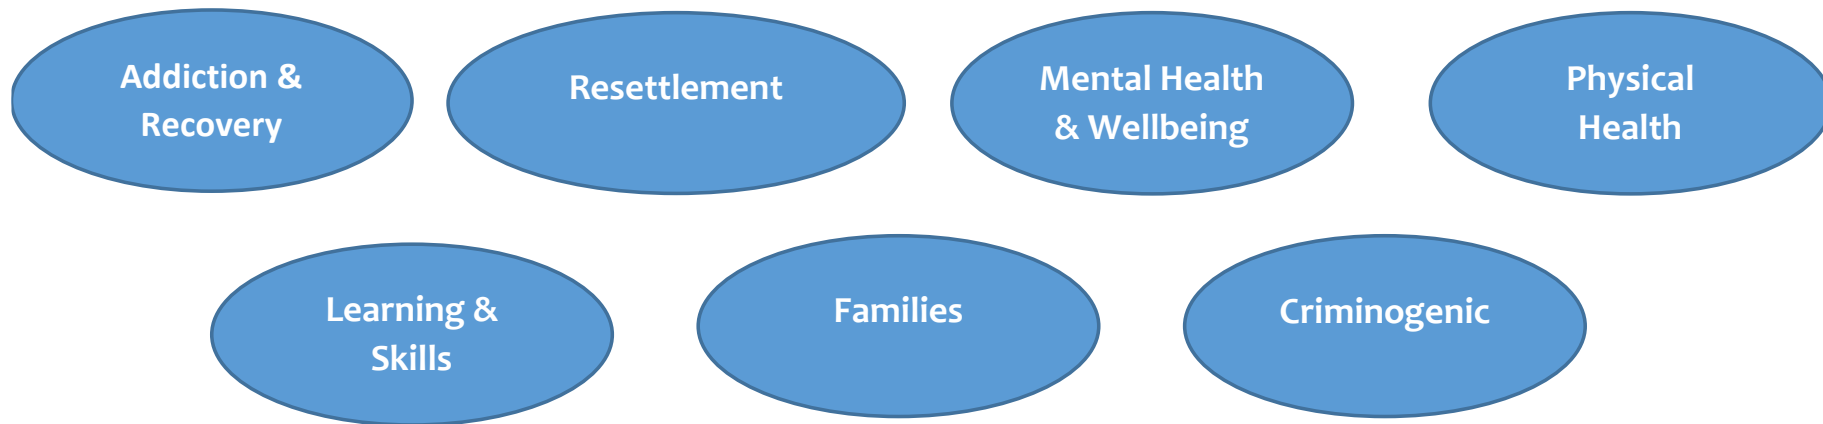 Addiction &
Recovery
Resettlement
Mental Health
& Wellbeing
Physical
Health
Learning &
Skills
Families
Criminogenic